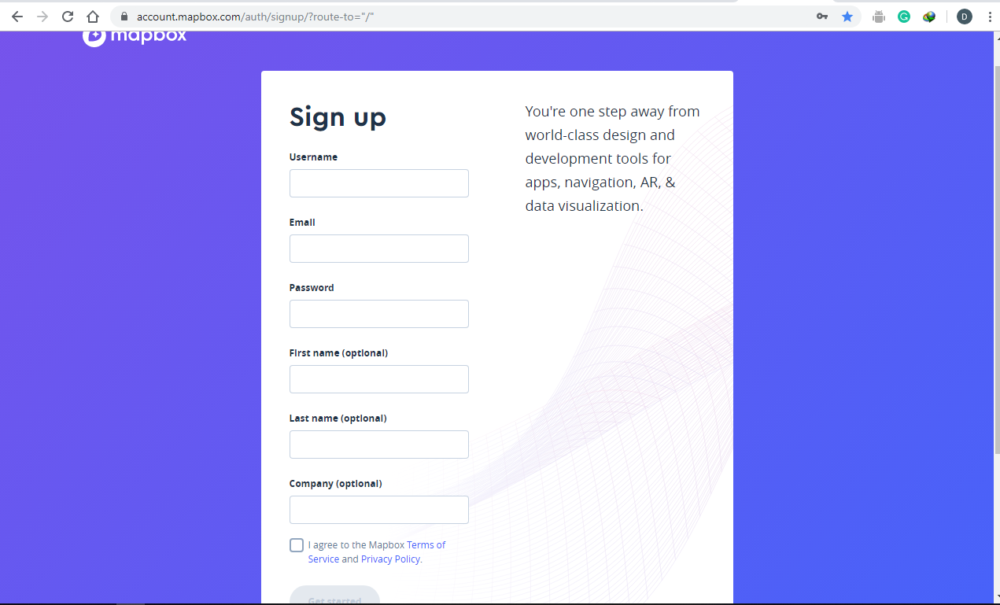 account.mapbox.com/auth/signup/?route-to="/"
D
mapbox
Sign up
You're one step away from
world-class design and
development tools for
apps, navigation, AR, &
data visualization.
Username
Email
Password
First name (optional)
Last name (optional)
Company (optional)
I agree to the Mapbox Terms of
Service and Privacy Policy.
Get started